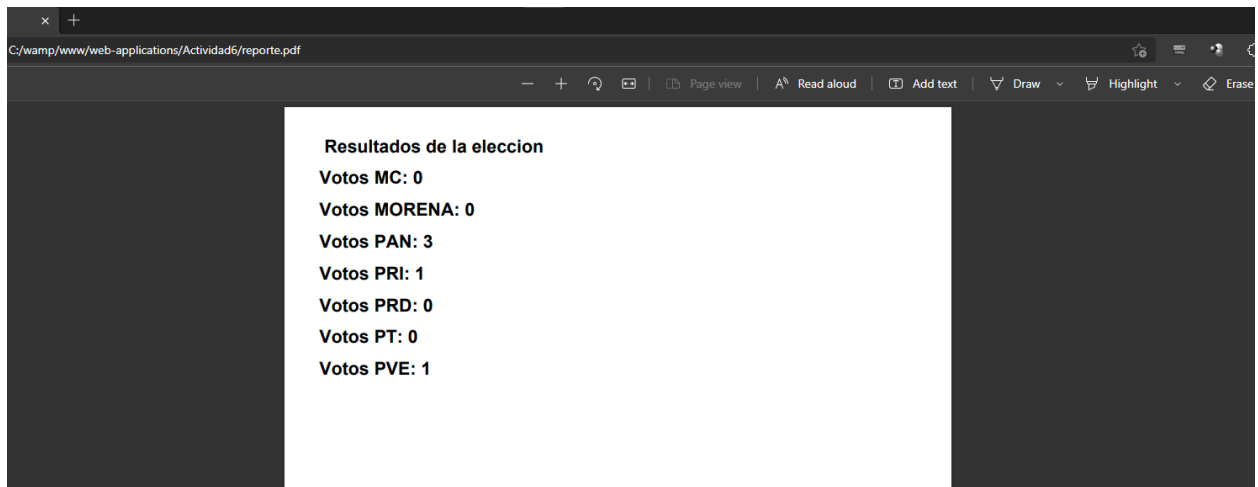 C:/wamp/www/web-applications/Actividad6/reporte.pdf
Page view Read aloud Add text Draw Highlight Erase
Resultados de la eleccion
Votos MC: 0
Votos MORENA: 0
Votos PAN: 3
Votos PRI: 1
Votos PRD: 0
Votos PT: 0
Votos PVE: 1